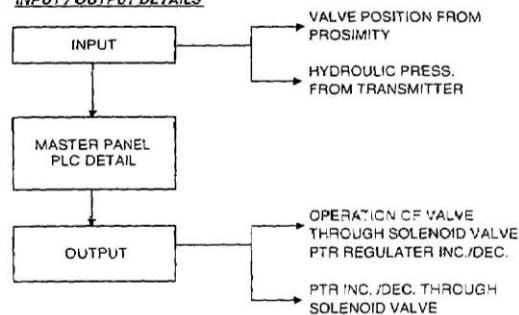 INPUT / OUTPUT DETAILS
INPUT
VALVE POSITION FROM
PROSIMITY
HYDROULIC PRESS.
FROM TRANSMITTER
MASTER PANEL
PLC DETAIL
OUTPUT
OPERATION OF VALVE
THROUGH SOLENOID VALVE
PTR REGULATER INC./DEC.
PTR INC. /DEC. THROUGH
SOLENOID VALVE